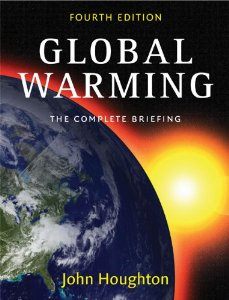 FOURTH EDITION
GLOBAL
WARMING
THE COMPLETE BRIEFING
John Houghton